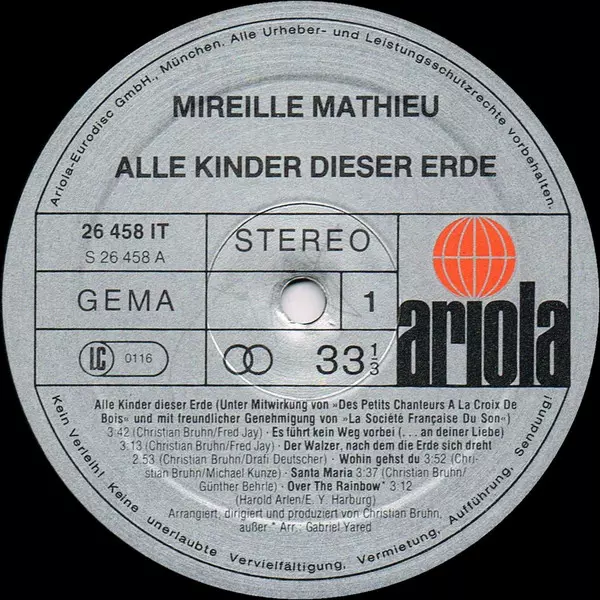 Ariola-Eurodisc GmbH., München. Alle Urheber- und Leistungsschutzrechte vorbehalten.
MIREILLE MATHIEU
ALLE KINDER DIESER ERDE
26 458 IT
S 26 458 A
STEREO
GEMA
1
LC 0116
33 1/3
ariola
Alle Kinder dieser Erde (Unter Mitwirkung von »Des Petits Chanteurs A La Croix De
Bois« und mit freundlicher Genehmigung von »La Société Française Du Son«)
3:42 (Christian Bruhn/Fred Jay) · Es führt kein Weg vorbei (... an deiner Liebe)
3:13 (Christian Bruhn/Fred Jay) · Der Walzer, nach dem die Erde sich dreht
2:53 (Christian Bruhn/Drafi Deutscher) · Wohin gehst du 3:52 (Chri-
stian Bruhn/Michael Kunze) · Santa Maria 3:37 (Christian Bruhn/
Günther Behrle) · Over The Rainbow* 3:12
(Harold Arlen/E. Y. Harburg)
Arrangiert, dirigiert und produziert von Christian Bruhn,
außer * Arr.: Gabriel Yared
Kein Verleih! Keine unerlaubte Vervielfältigung, Vermietung, Aufführung, Sendung!